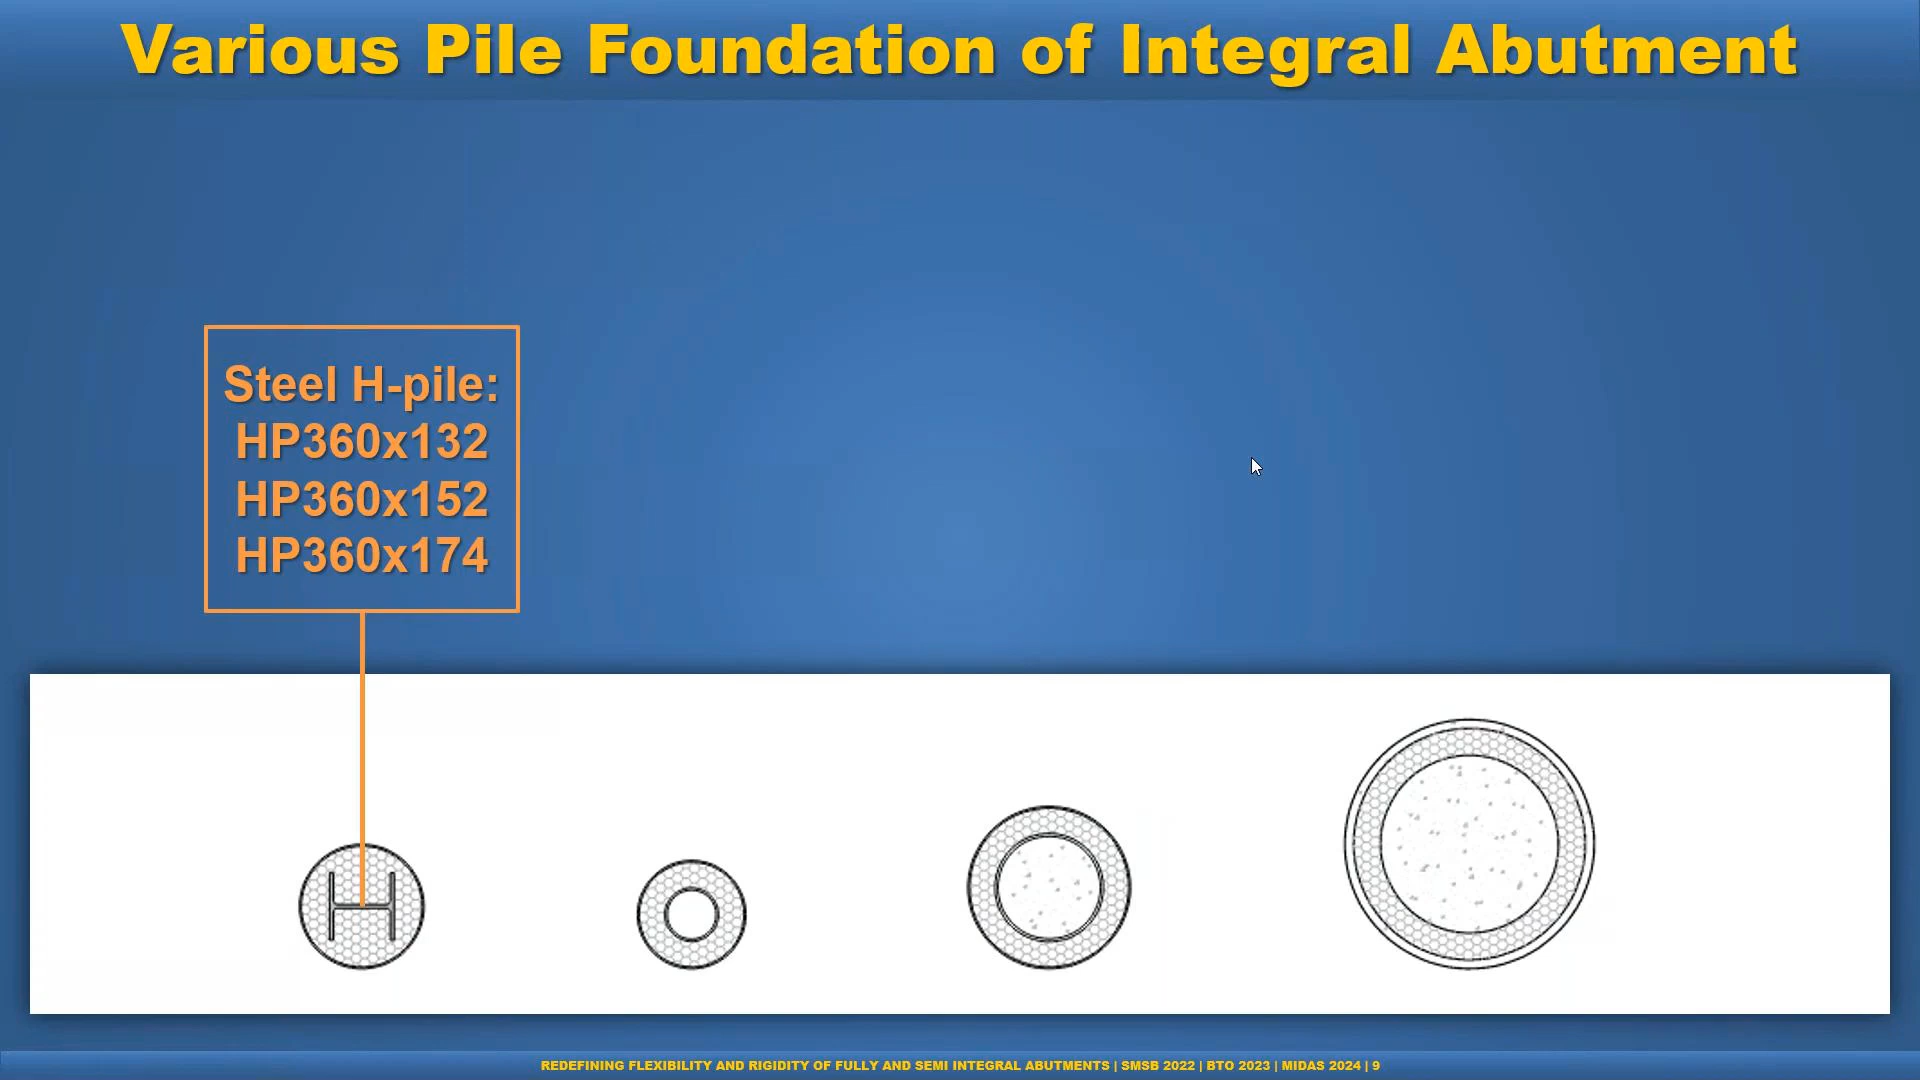 Various Pile Foundation of Integral Abutment
Steel H-pile:
HP360x132
HP360x152
HP360x174
REDEFINING FLEXIBILITY AND RIGIDITY OF FULLY AND SEMI INTEGRAL ABUTMENTS | SMSB 2022 | BTO 2023 | MIDAS 2024 | 9